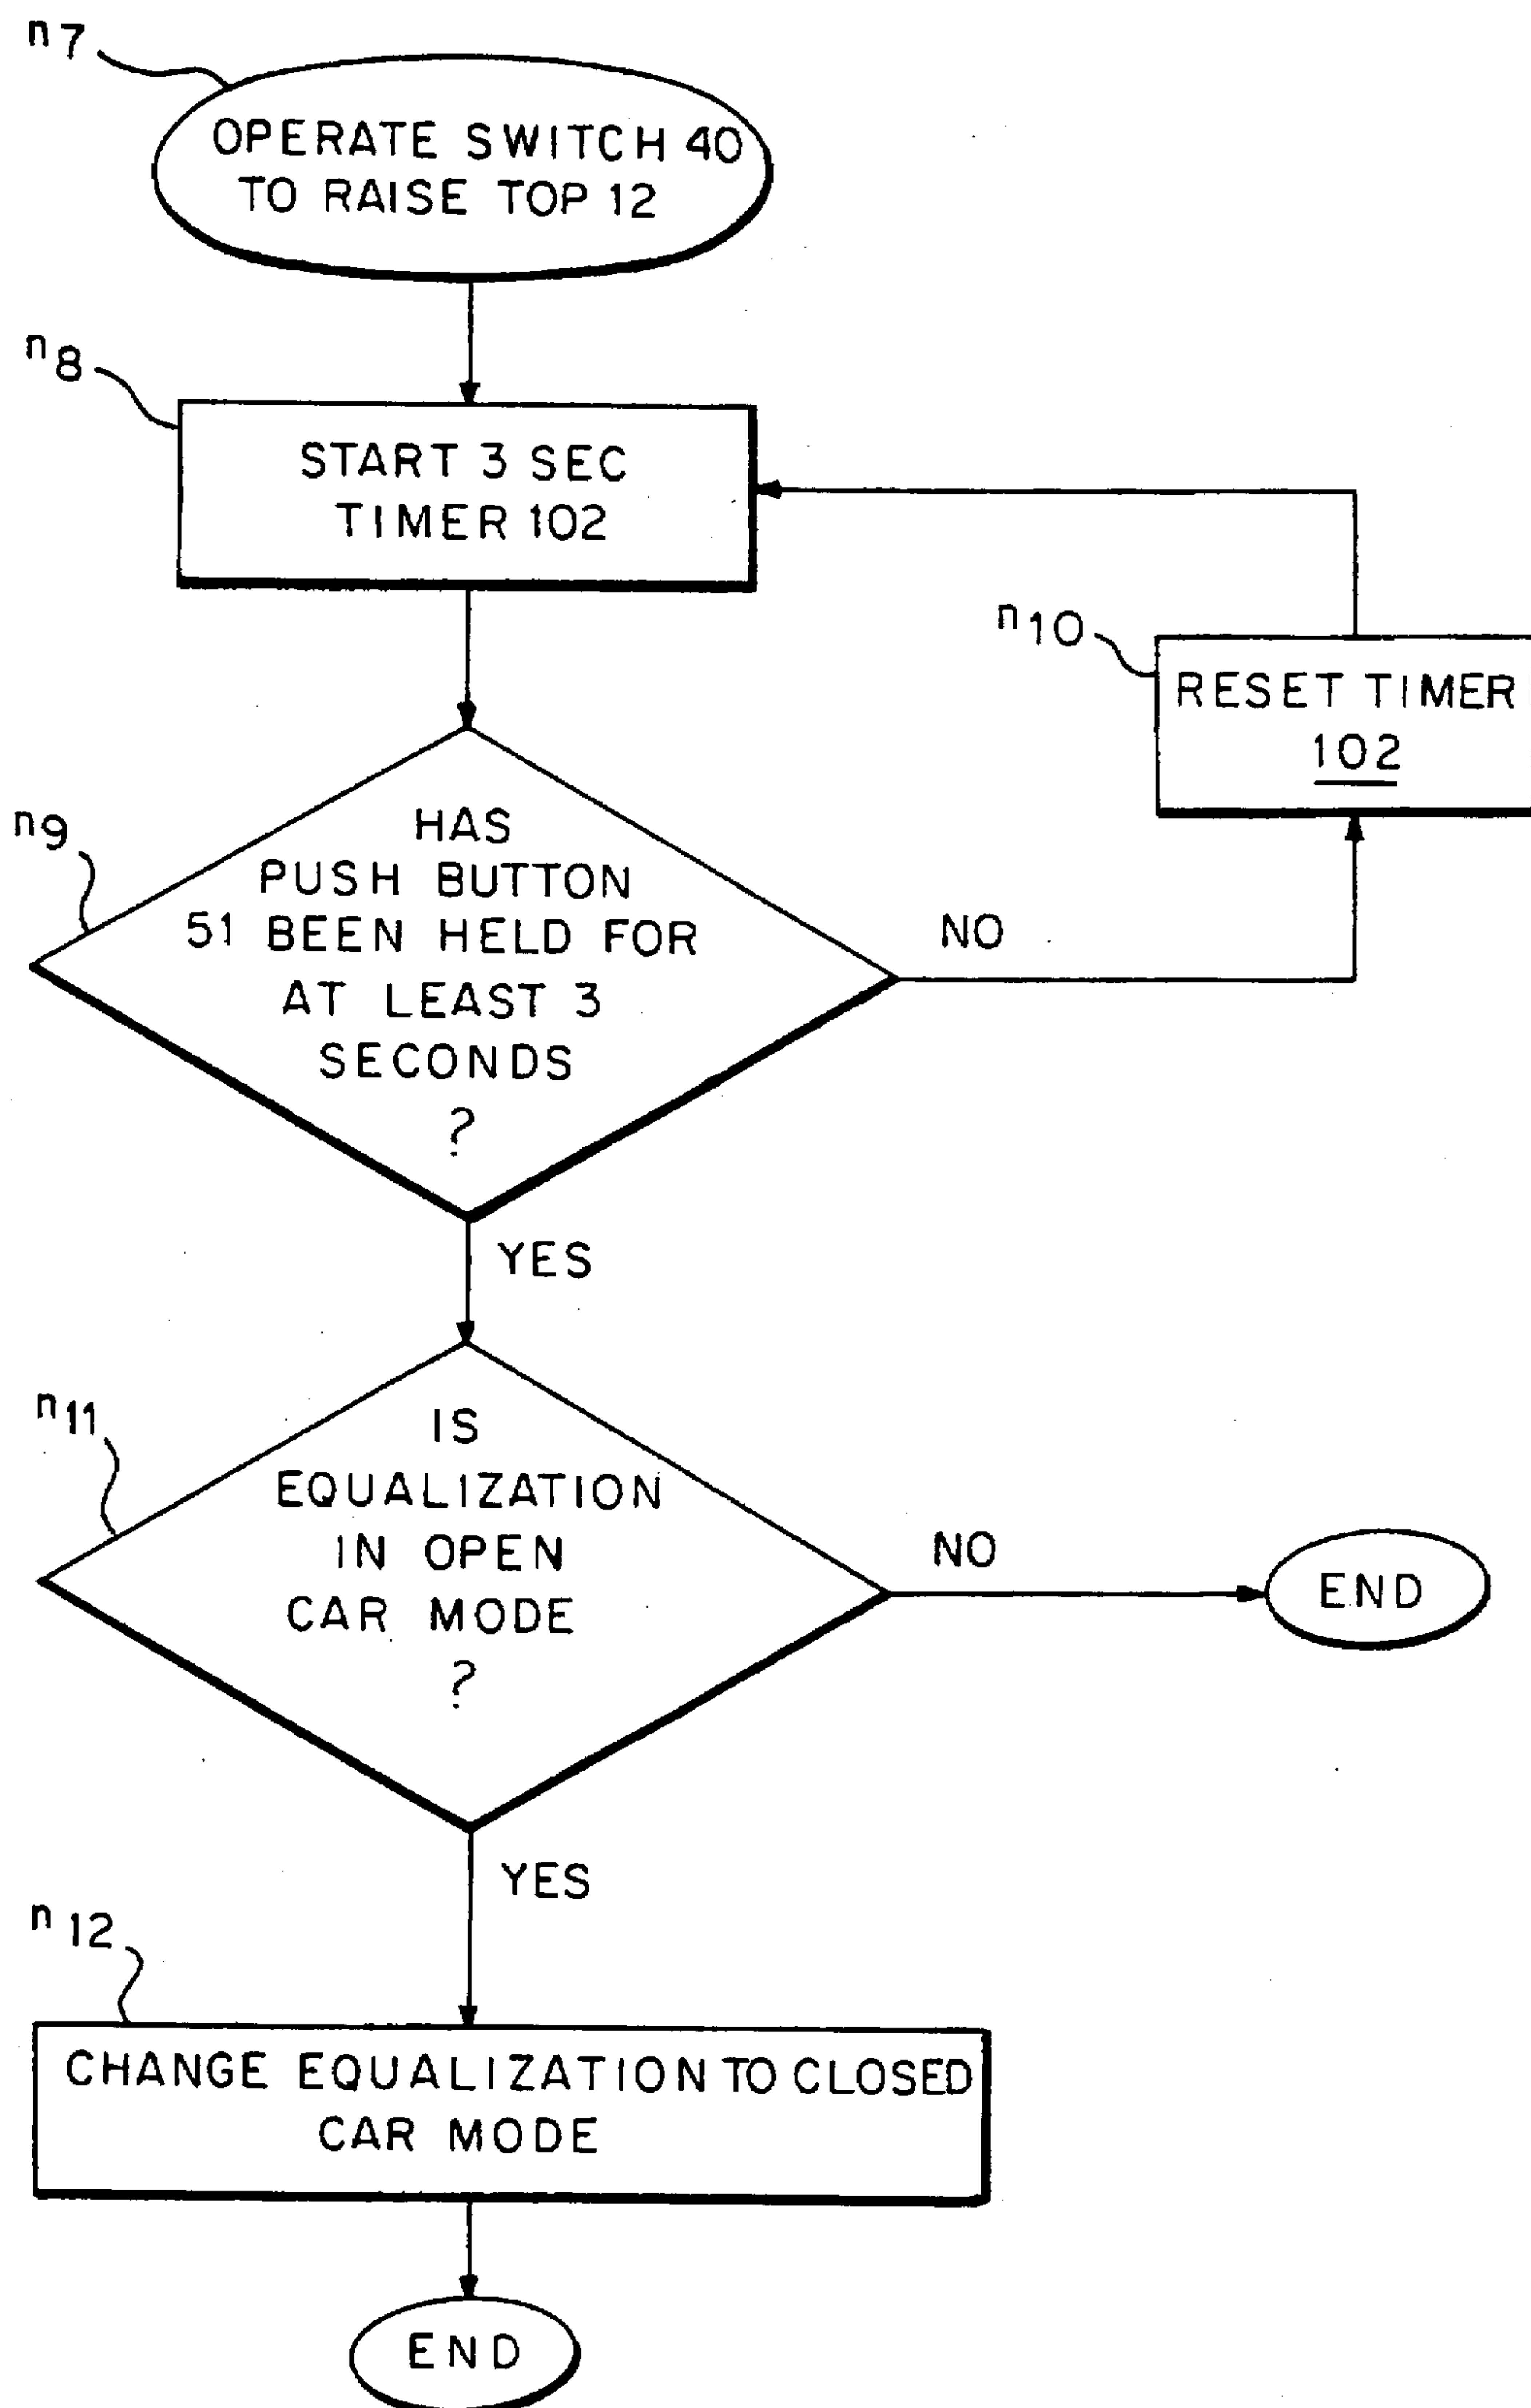 n7
OPERATE SWITCH 40
TO RAISE TOP 12
n8
START 3 SEC
TIMER 102
n10
RESET TIMER
102
n9
HAS
PUSH BUTTON
51 BEEN HELD FOR
AT LEAST 3
SECONDS
?
NO
YES
n11
IS
EQUALIZATION
IN OPEN
CAR MODE
?
NO
END
YES
n12
CHANGE EQUALIZATION TO CLOSED
CAR MODE
END